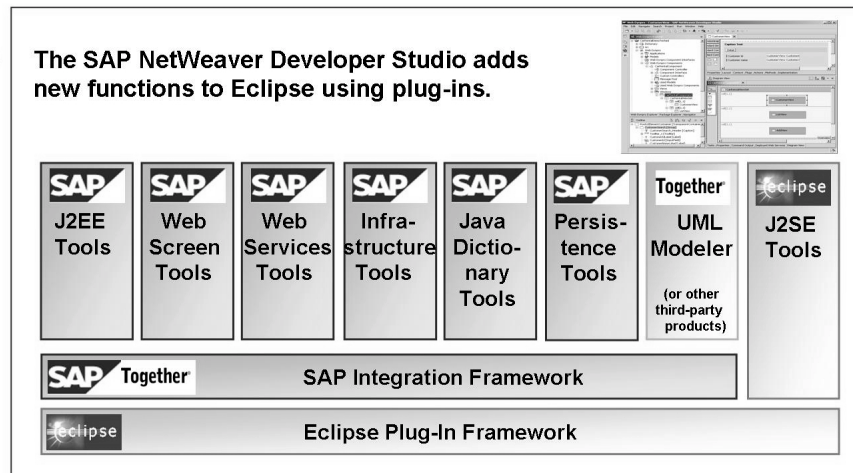 The SAP NetWeaver Developer Studio adds
new functions to Eclipse using plug-ins.
SAP
J2EE
Tools
SAP
Web
Screen
Tools
SAP
Web
Services
Tools
SAP
Infra-
structure
Tools
SAP
Java
Dictio-
nary
Tools
SAP
Persis-
tence
Tools
Together
UML
Modeler
(or other
third-party
products)
eclipse
J2SE
Tools
SAP Together
SAP Integration Framework
eclipse
Eclipse Plug-In Framework